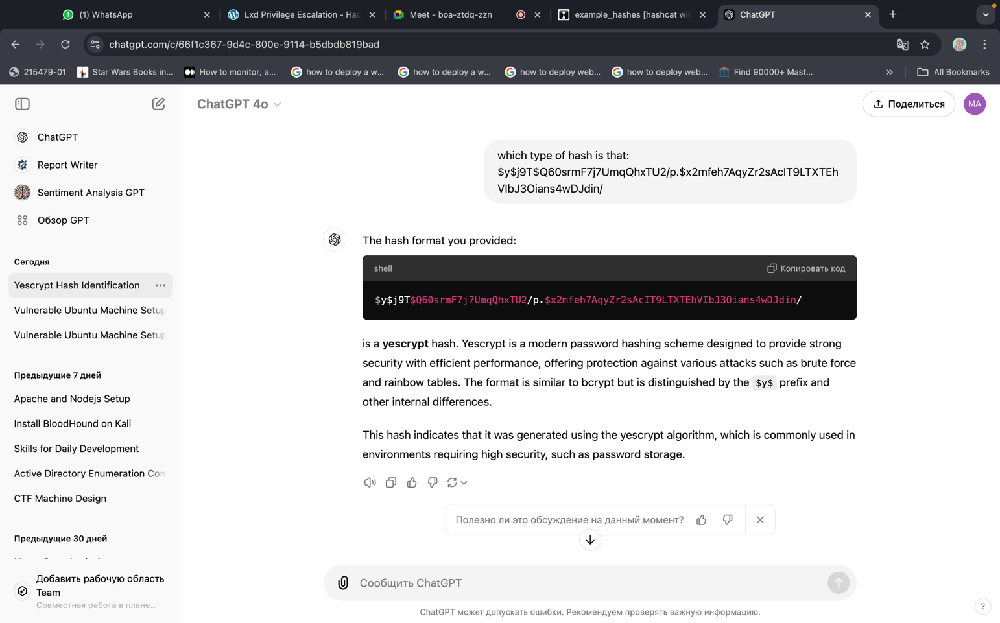 (1) WhatsApp
Lxd Privilege Escalation - Hac
Meet - boa-ztdq-zzn
example_hashes [hashcat wi
ChatGPT
chatgpt.com/c/66f1c367-9d4c-800e-9114-b5dbdb819bad
215479-01
Star Wars Books in...
How to monitor, a...
how to deploy a w...
how to deploy a w...
how to deploy web...
how to deploy web...
Find 90000+ Mast...
All Bookmarks
ChatGPT
Report Writer
Sentiment Analysis GPT
Обзор GPT
Сегодня
Yescrypt Hash Identification
Vulnerable Ubuntu Machine Setup
Vulnerable Ubuntu Machine Setup
Предыдущие 7 дней
Apache and Nodejs Setup
Install BloodHound on Kali
Skills for Daily Development
Active Directory Enumeration Com
CTF Machine Design
Предыдущие 30 дней
Добавить рабочую область
Team
Совместная работа в плане...
ChatGPT 4o
Поделиться
MA
which type of hash is that:
$y$j9T$Q60srmF7j7UmqQhxTU2/p.$x2mfeh7AqyZr2sAcIT9LTXTEh
VIbJ3Oians4wDJdin/
The hash format you provided:
shell
Копировать код
$y$j9T$Q60srmF7j7UmqQhxTU2/p.$x2mfeh7AqyZr2sAcIT9LTXTEhVIbJ3Oians4wDJdin/
is a yescrypt hash. Yescrypt is a modern password hashing scheme designed to provide strong
security with efficient performance, offering protection against various attacks such as brute force
and rainbow tables. The format is similar to bcrypt but is distinguished by the $y$ prefix and
other internal differences.
This hash indicates that it was generated using the yescrypt algorithm, which is commonly used in
environments requiring high security, such as password storage.
Полезно ли это обсуждение на данный момент?
Сообщить ChatGPT
ChatGPT может допускать ошибки. Рекомендуем проверять важную информацию.
?